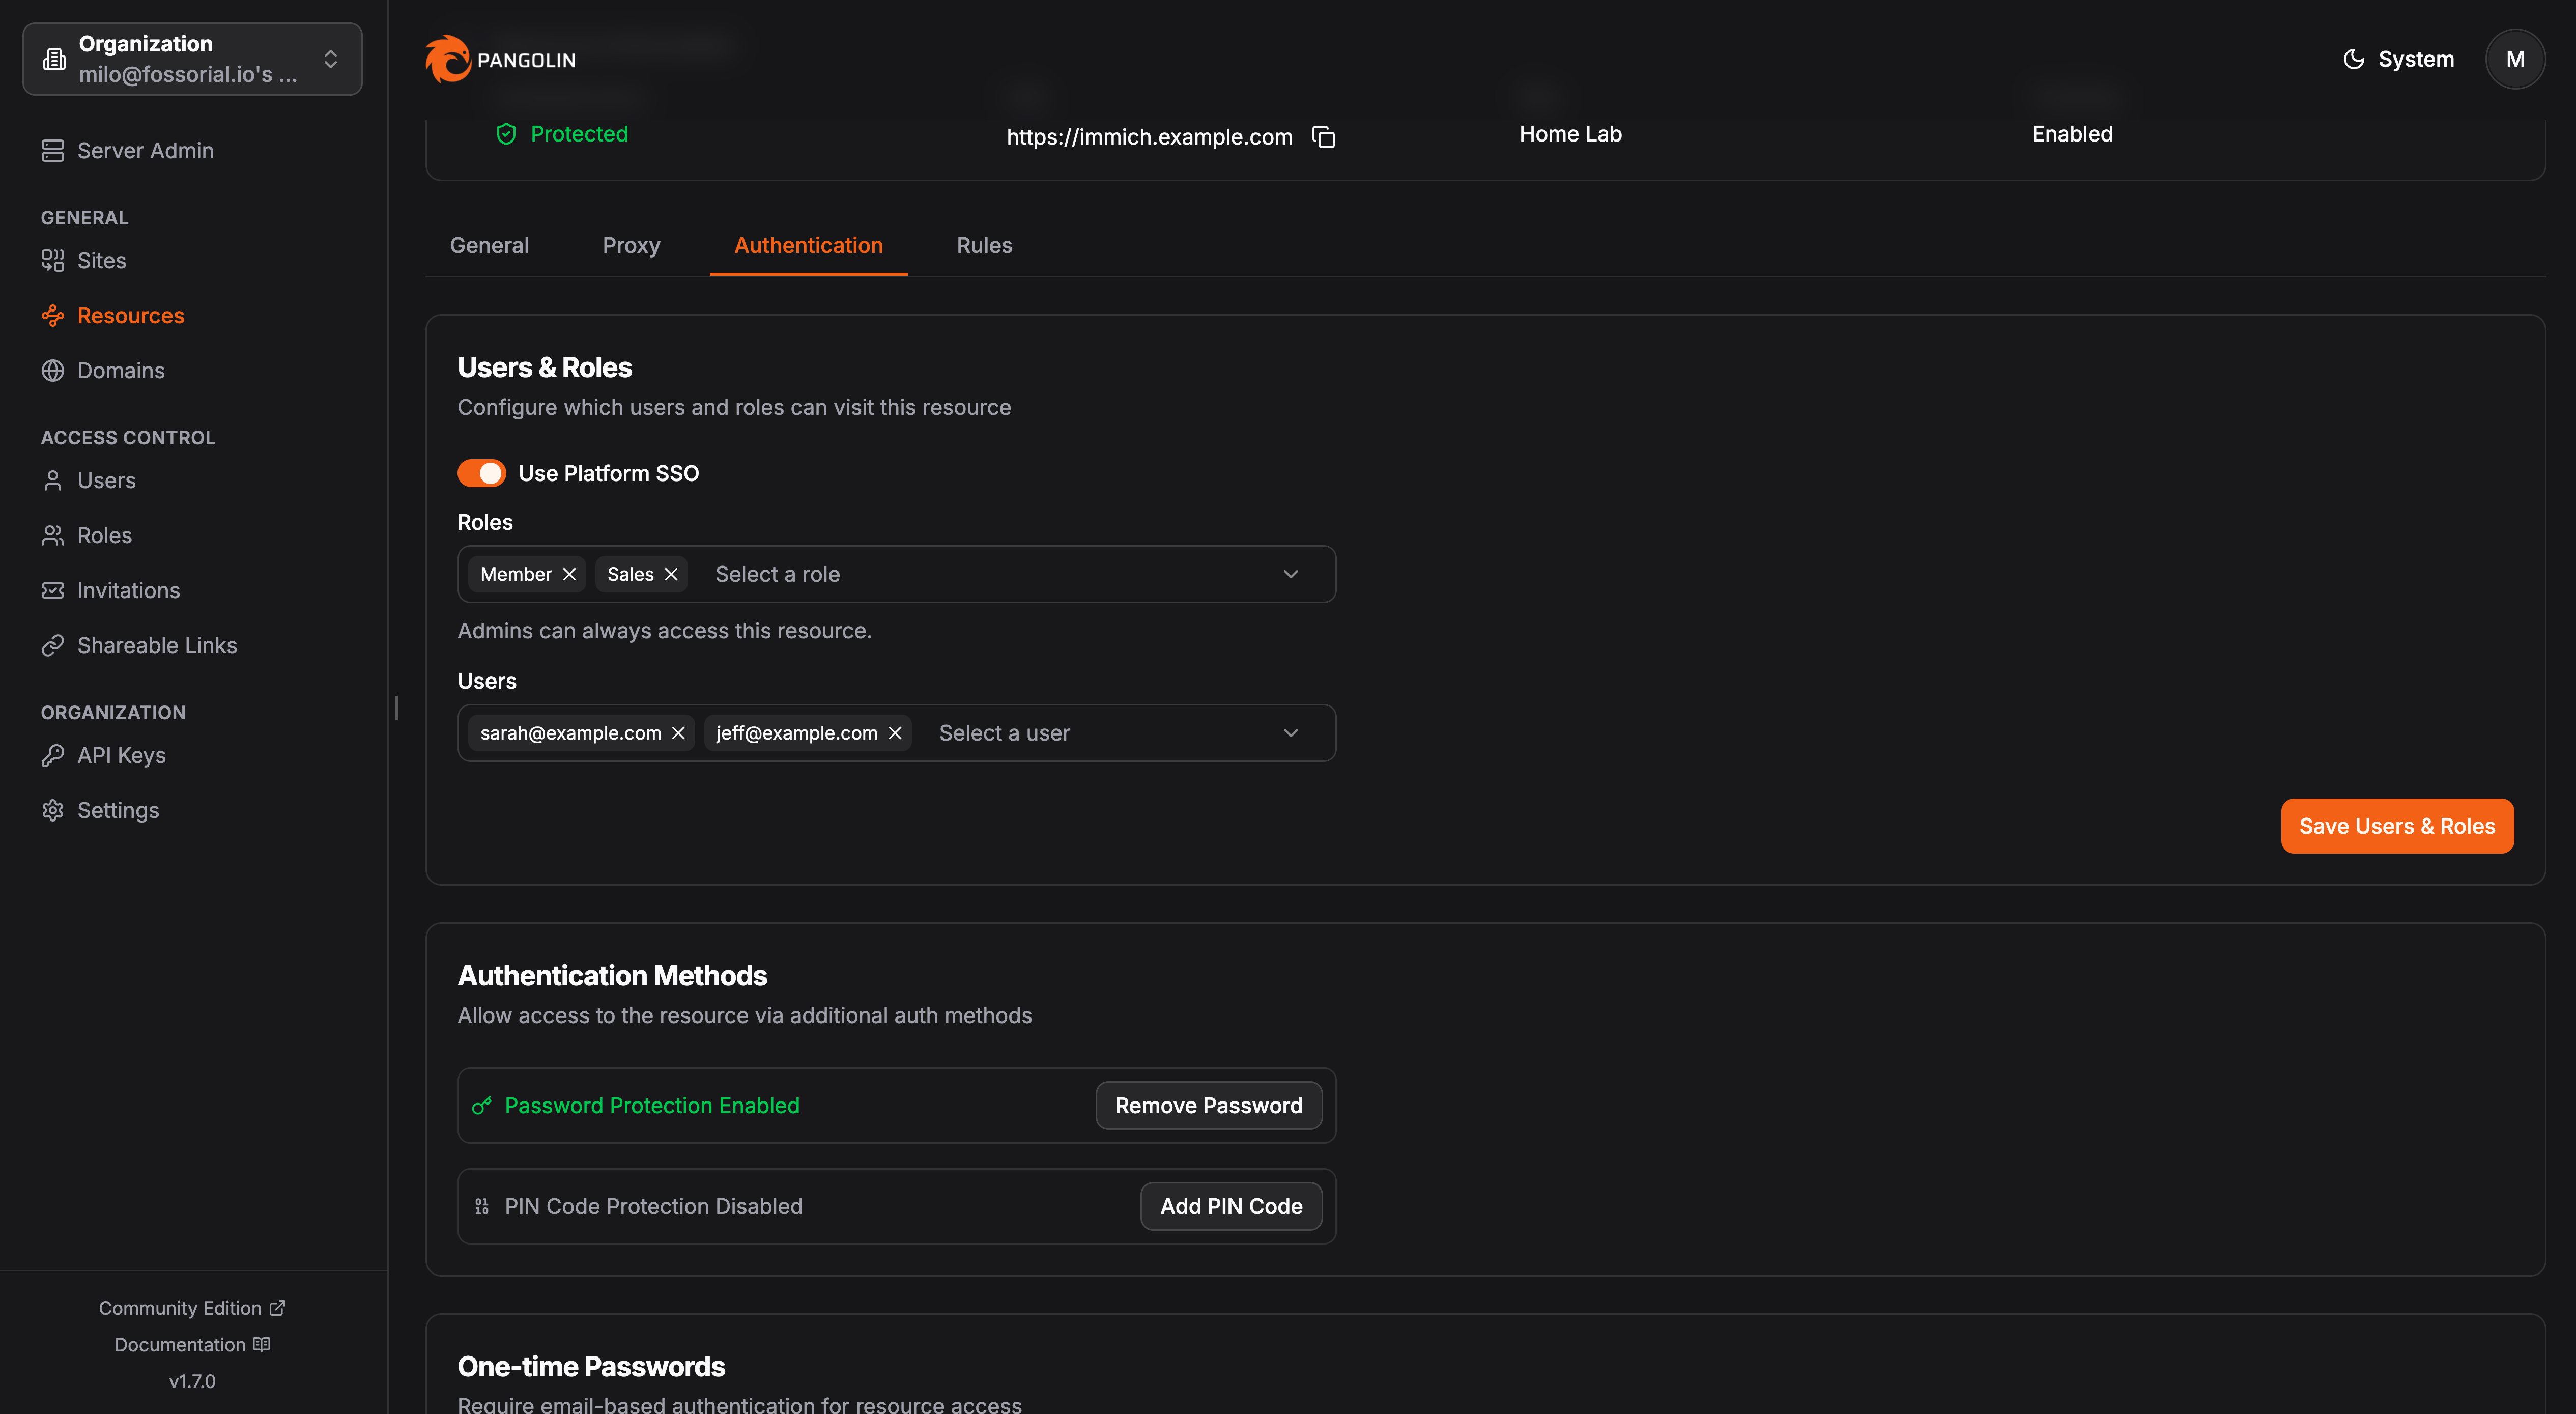 Organization
milo@fossorial.io's ...
Server Admin
GENERAL
Sites
Resources
Domains
ACCESS CONTROL
Users
Roles
Invitations
Shareable Links
ORGANIZATION
API Keys
Settings
Community Edition
Documentation
v1.7.0
PANGOLIN
System
M
Protected
https://immich.example.com
Home Lab
Enabled
General
Proxy
Authentication
Rules
Users & Roles
Configure which users and roles can visit this resource
Use Platform SSO
Roles
Member
Sales
Select a role
Admins can always access this resource.
Users
sarah@example.com
jeff@example.com
Select a user
Save Users & Roles
Authentication Methods
Allow access to the resource via additional auth methods
Password Protection Enabled
Remove Password
PIN Code Protection Disabled
Add PIN Code
One-time Passwords
Require email-based authentication for resource access